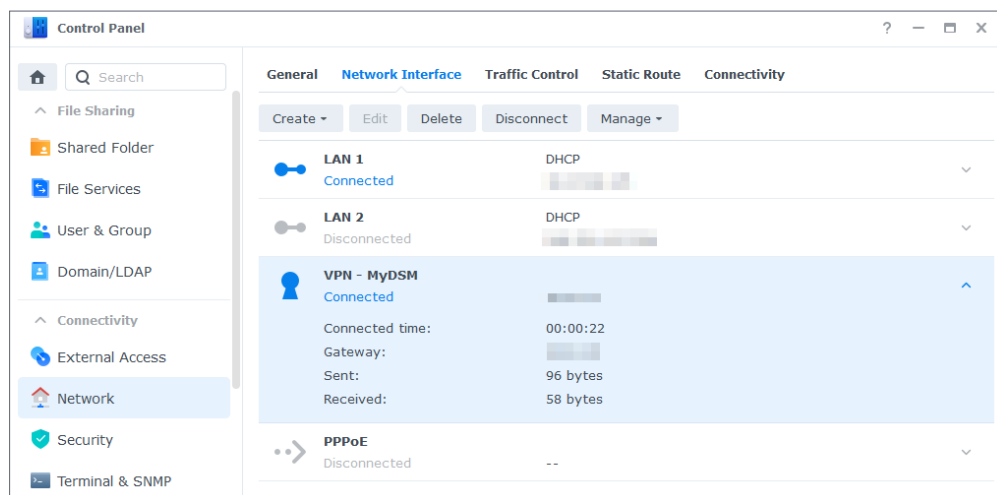 Control Panel
?
Search
File Sharing
Shared Folder
File Services
User & Group
Domain/LDAP
Connectivity
External Access
Network
Security
Terminal & SNMP
General Network Interface Traffic Control Static Route Connectivity
Create Edit Delete Disconnect Manage
LAN 1 DHCP
Connected
LAN 2 DHCP
Disconnected
VPN - MyDSM
Connected
Connected time: 00:00:22
Gateway:
Sent: 96 bytes
Received: 58 bytes
PPPoE
Disconnected --